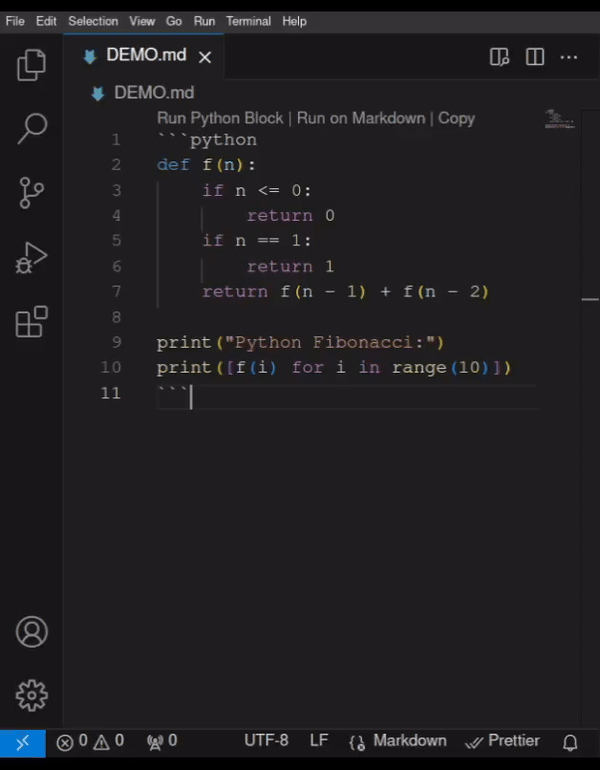 File Edit Selection View Go Run Terminal Help
DEMO.md
DEMO.md
Run Python Block | Run on Markdown | Copy
1 ```python
2 def f(n):
3     if n <= 0:
4         return 0
5     if n == 1:
6         return 1
7     return f(n - 1) + f(n - 2)
8
9 print("Python Fibonacci:")
10 print([f(i) for i in range(10)])
11 ```
0 0 0 UTF-8 LF Markdown Prettier